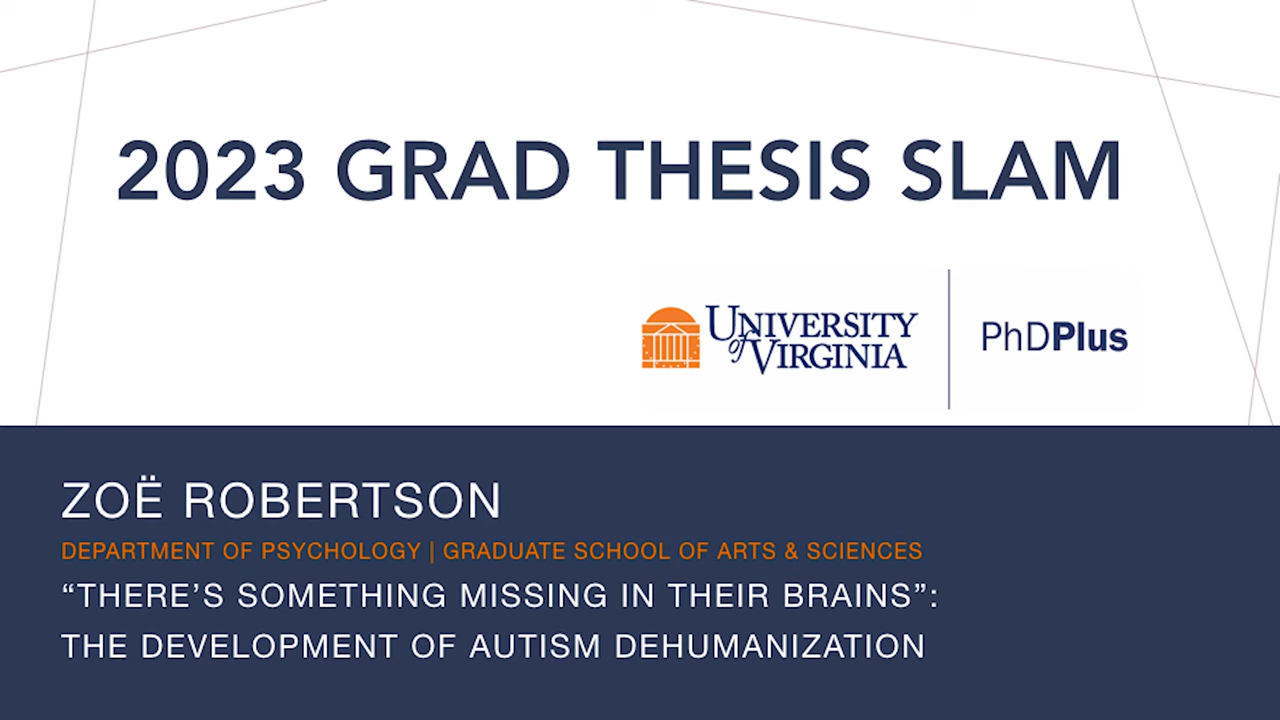 2023 GRAD THESIS SLAM
UNIVERSITY of VIRGINIA
PhDPlus
ZOË ROBERTSON
DEPARTMENT OF PSYCHOLOGY | GRADUATE SCHOOL OF ARTS & SCIENCES
“THERE’S SOMETHING MISSING IN THEIR BRAINS”:
THE DEVELOPMENT OF AUTISM DEHUMANIZATION